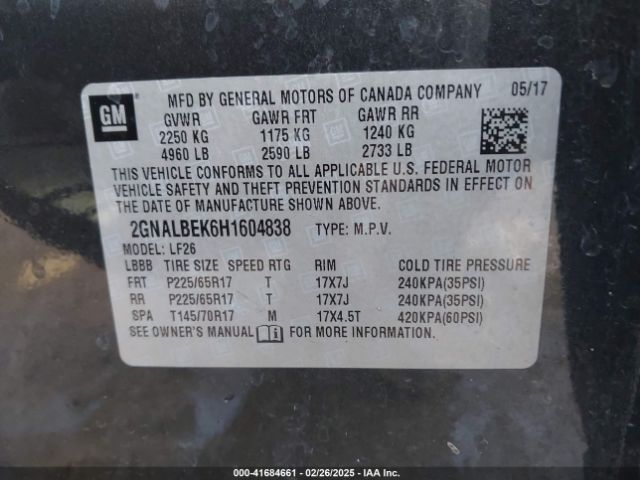 GM
MFD BY GENERAL MOTORS OF CANADA COMPANY 05/17
GVWR GAWR FRT GAWR RR
2250 KG 1175 KG 1240 KG
4960 LB 2590 LB 2733 LB
THIS VEHICLE CONFORMS TO ALL APPLICABLE U.S. FEDERAL MOTOR
VEHICLE SAFETY AND THEFT PREVENTION STANDARDS IN EFFECT ON
THE DATE OF MANUFACTURE SHOWN ABOVE.
2GNALBEK6H1604838 TYPE: M.P.V.
MODEL: LF26
LBBB TIRE SIZE SPEED RTG RIM COLD TIRE PRESSURE
FRT P225/65R17 T 17X7J 240KPA(35PSI)
RR P225/65R17 T 17X7J 240KPA(35PSI)
SPA T145/70R17 M 17X4.5T 420KPA(60PSI)
SEE OWNER'S MANUAL FOR MORE INFORMATION.
000-41684661 | 02/26/2025 | IAA